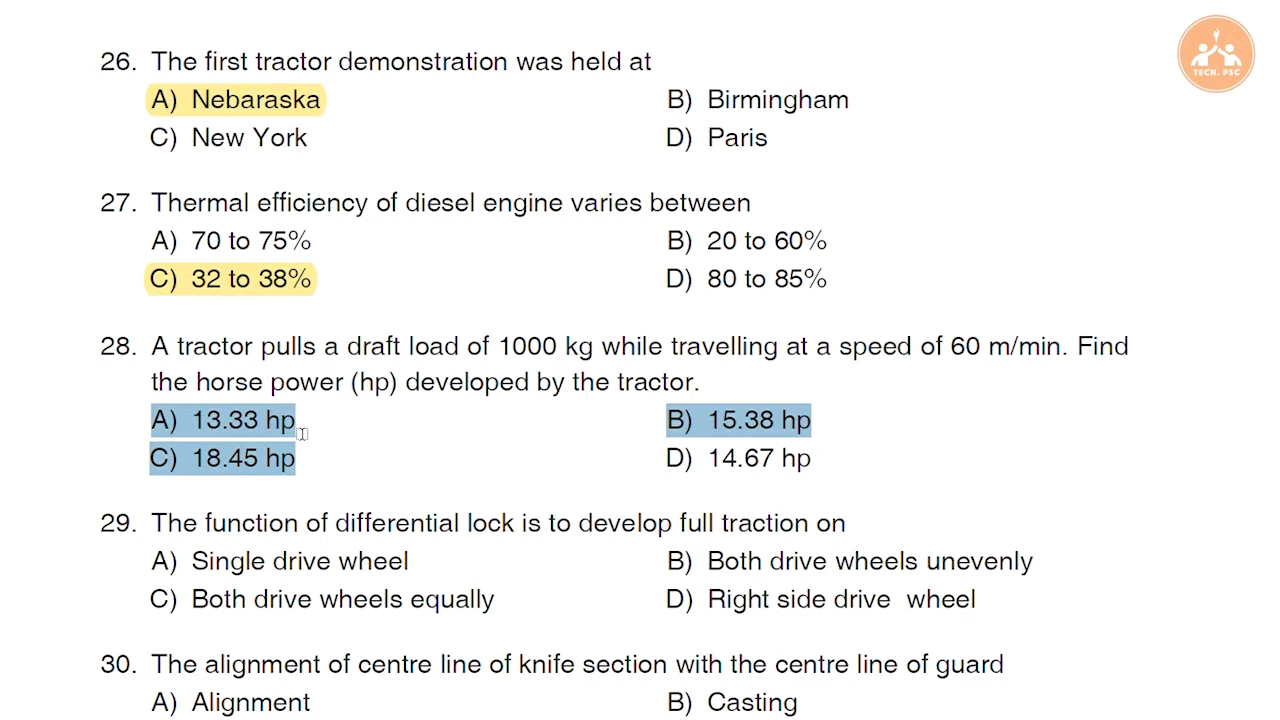 TECH. PSC
26. The first tractor demonstration was held at
A) Nebaraska B) Birmingham
C) New York D) Paris
27. Thermal efficiency of diesel engine varies between
A) 70 to 75% B) 20 to 60%
C) 32 to 38% D) 80 to 85%
28. A tractor pulls a draft load of 1000 kg while travelling at a speed of 60 m/min. Find
the horse power (hp) developed by the tractor.
A) 13.33 hp B) 15.38 hp
C) 18.45 hp D) 14.67 hp
29. The function of differential lock is to develop full traction on
A) Single drive wheel B) Both drive wheels unevenly
C) Both drive wheels equally D) Right side drive wheel
30. The alignment of centre line of knife section with the centre line of guard
A) Alignment B) Casting